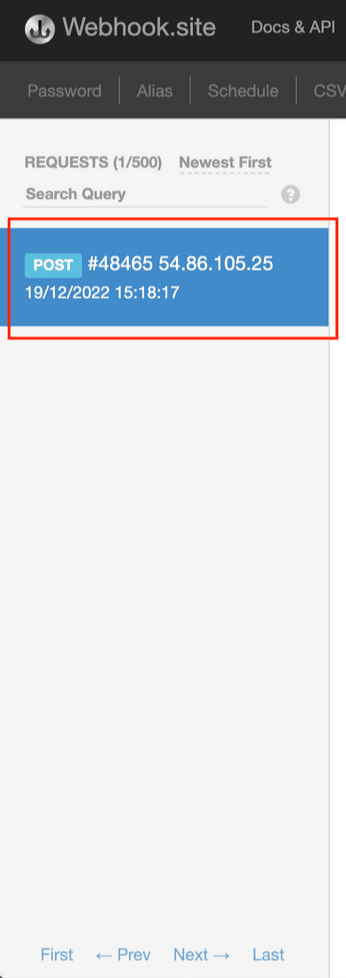 Webhook.site Docs & API
Password Alias Schedule CSV
REQUESTS (1/500) Newest First
Search Query ?
POST #48465 54.86.105.25
19/12/2022 15:18:17
First ← Prev Next → Last